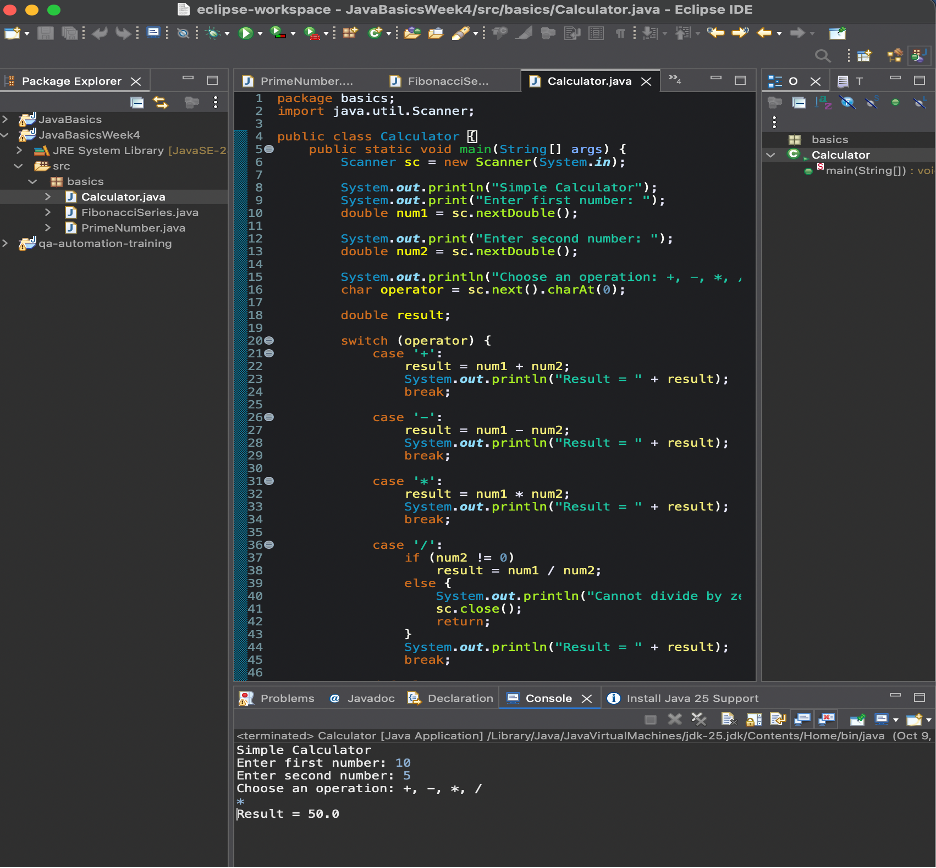 eclipse-workspace - JavaBasicsWeek4/src/basics/Calculator.java - Eclipse IDE
Package Explorer
JavaBasics
JavaBasicsWeek4
JRE System Library [JavaSE-2
src
basics
Calculator.java
FibonacciSeries.java
PrimeNumber.java
qa-automation-training
PrimeNumber....
FibonacciSe...
Calculator.java
4
1 package basics;
2 import java.util.Scanner;
3
4 public class Calculator {
5 public static void main(String[] args) {
6 Scanner sc = new Scanner(System.in);
7
8 System.out.println("Simple Calculator");
9 System.out.print("Enter first number: ");
10 double num1 = sc.nextDouble();
11
12 System.out.print("Enter second number: ");
13 double num2 = sc.nextDouble();
14
15 System.out.println("Choose an operation: +, -, *, /
16 char operator = sc.next().charAt(0);
17
18 double result;
19
20 switch (operator) {
21 case '+':
22 result = num1 + num2;
23 System.out.println("Result = " + result);
24 break;
25
26 case '-':
27 result = num1 - num2;
28 System.out.println("Result = " + result);
29 break;
30
31 case '*':
32 result = num1 * num2;
33 System.out.println("Result = " + result);
34 break;
35
36 case '/':
37 if (num2 != 0)
38 result = num1 / num2;
39 else {
40 System.out.println("Cannot divide by ze
41 sc.close();
42 return;
43 }
44 System.out.println("Result = " + result);
45 break;
46
O
T
basics
Calculator
main(String[]) : voi
Problems
Javadoc
Declaration
Console
Install Java 25 Support
<terminated> Calculator [Java Application] /Library/Java/JavaVirtualMachines/jdk-25.jdk/Contents/Home/bin/java (Oct 9,
Simple Calculator
Enter first number: 10
Enter second number: 5
Choose an operation: +, -, *, /
*
Result = 50.0